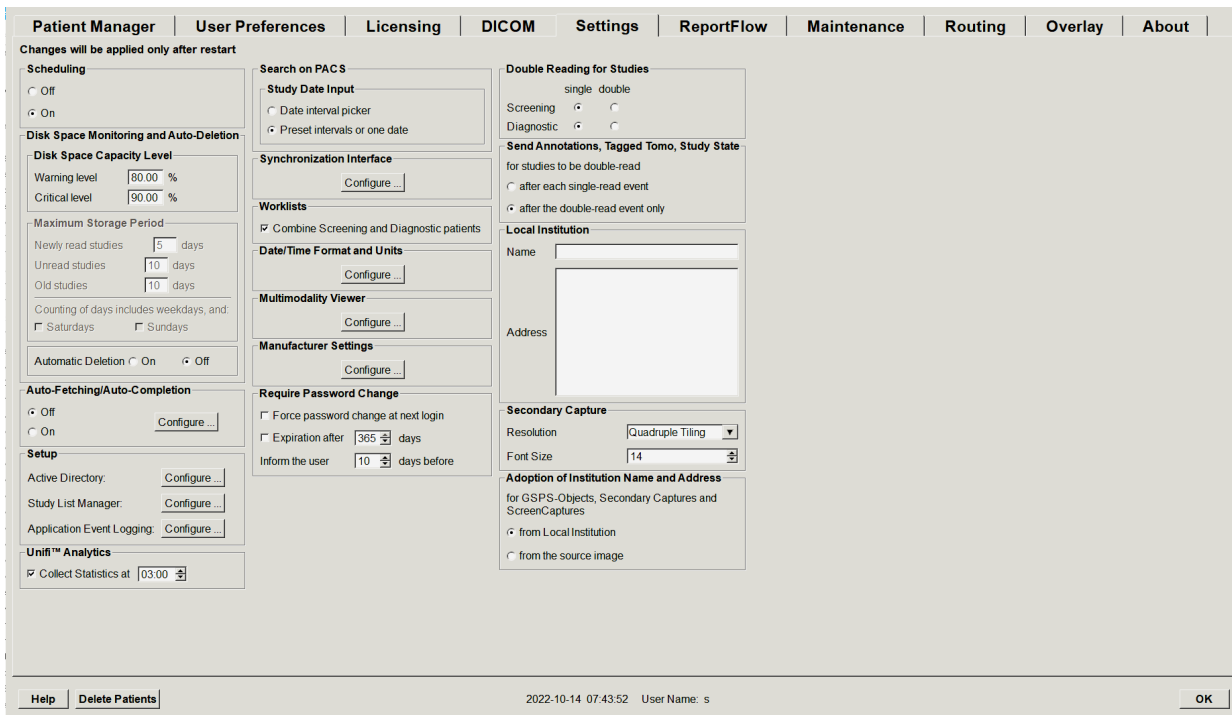 Patient Manager User Preferences Licensing DICOM Settings ReportFlow Maintenance Routing Overlay About
Changes will be applied only after restart
Scheduling
Off
On
Disk Space Monitoring and Auto-Deletion
Disk Space Capacity Level
Warning level 80.00 %
Critical level 90.00 %
Maximum Storage Period
Newly read studies 5 days
Unread studies 10 days
Old studies 10 days
Counting of days includes weekdays, and:
Saturdays Sundays
Automatic Deletion On Off
Auto-Fetching/Auto-Completion
Off
On
Configure ...
Setup
Active Directory: Configure ...
Study List Manager: Configure ...
Application Event Logging: Configure ...
Unifi™ Analytics
Collect Statistics at 03:00
Search on PACS
Study Date Input
Date interval picker
Preset intervals or one date
Synchronization Interface
Configure ...
Worklists
Combine Screening and Diagnostic patients
Date/Time Format and Units
Configure ...
Multimodality Viewer
Configure ...
Manufacturer Settings
Configure ...
Require Password Change
Force password change at next login
Expiration after 365 days
Inform the user 10 days before
Double Reading for Studies
single double
Screening
Diagnostic
Send Annotations, Tagged Tomo, Study State
for studies to be double-read
after each single-read event
after the double-read event only
Local Institution
Name
Address
Secondary Capture
Resolution Quadruple Tiling
Font Size 14
Adoption of Institution Name and Address
for GSPS-Objects, Secondary Captures and
ScreenCaptures
from Local Institution
from the source image
Help Delete Patients 2022-10-14 07:43:52 User Name: s OK